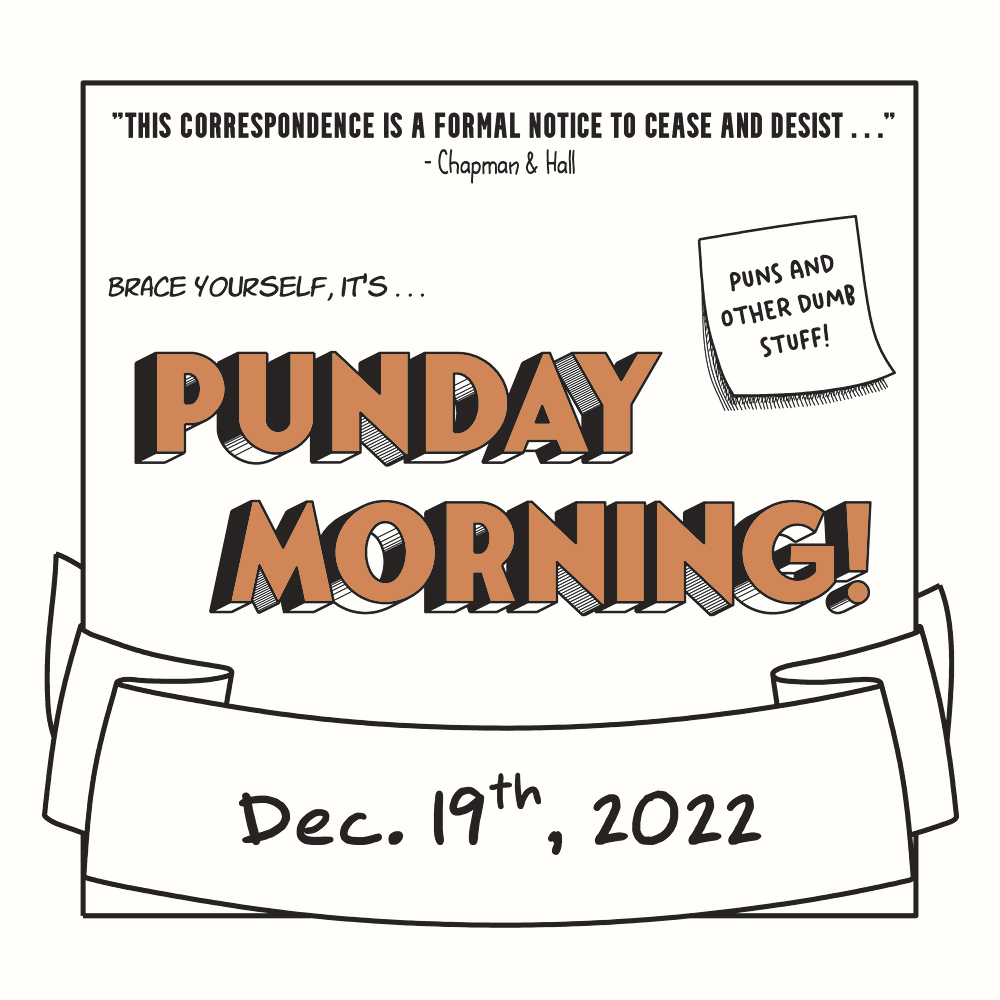 ”THIS CORRESPONDENCE IS A FORMAL NOTICE TO CEASE AND DESIST . . .”
- Chapman & Hall
BRACE YOURSELF, IT'S . . .
PUNS AND
OTHER DUMB
STUFF!
PUNDAY
MORNING!
Dec. 19th, 2022